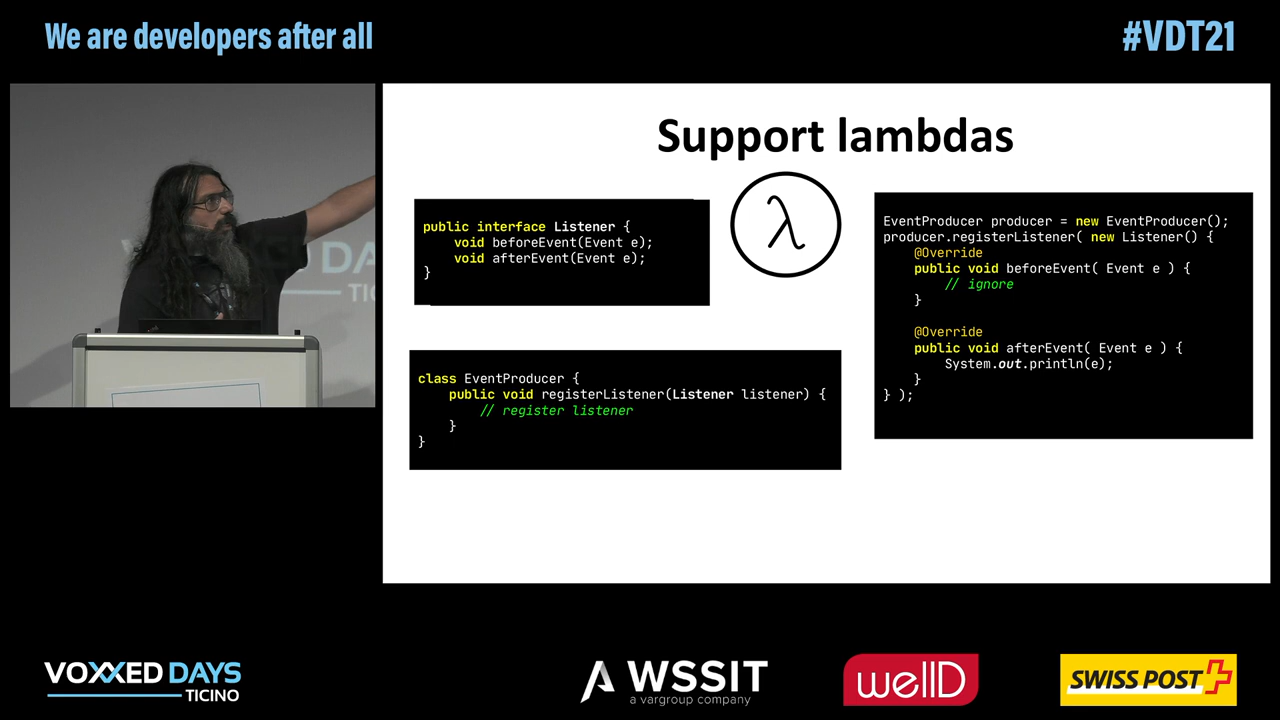 We are developers after all
#VDT21
Support lambdas
λ
public interface Listener {
    void beforeEvent(Event e);
    void afterEvent(Event e);
}
class EventProducer {
    public void registerListener(Listener listener) {
        // register listener
    }
}
EventProducer producer = new EventProducer();
producer.registerListener( new Listener() {
    @Override
    public void beforeEvent( Event e ) {
        // ignore
    }
    @Override
    public void afterEvent( Event e ) {
        System.out.println(e);
    }
} );
VOXXED DAYS
TICINO
WSSIT
a vargroup company
wellD
SWISS POST